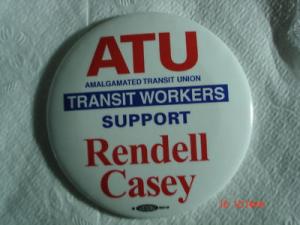 ATU
AMALGAMATED TRANSIT UNION
TRANSIT WORKERS
SUPPORT
Rendell
Casey